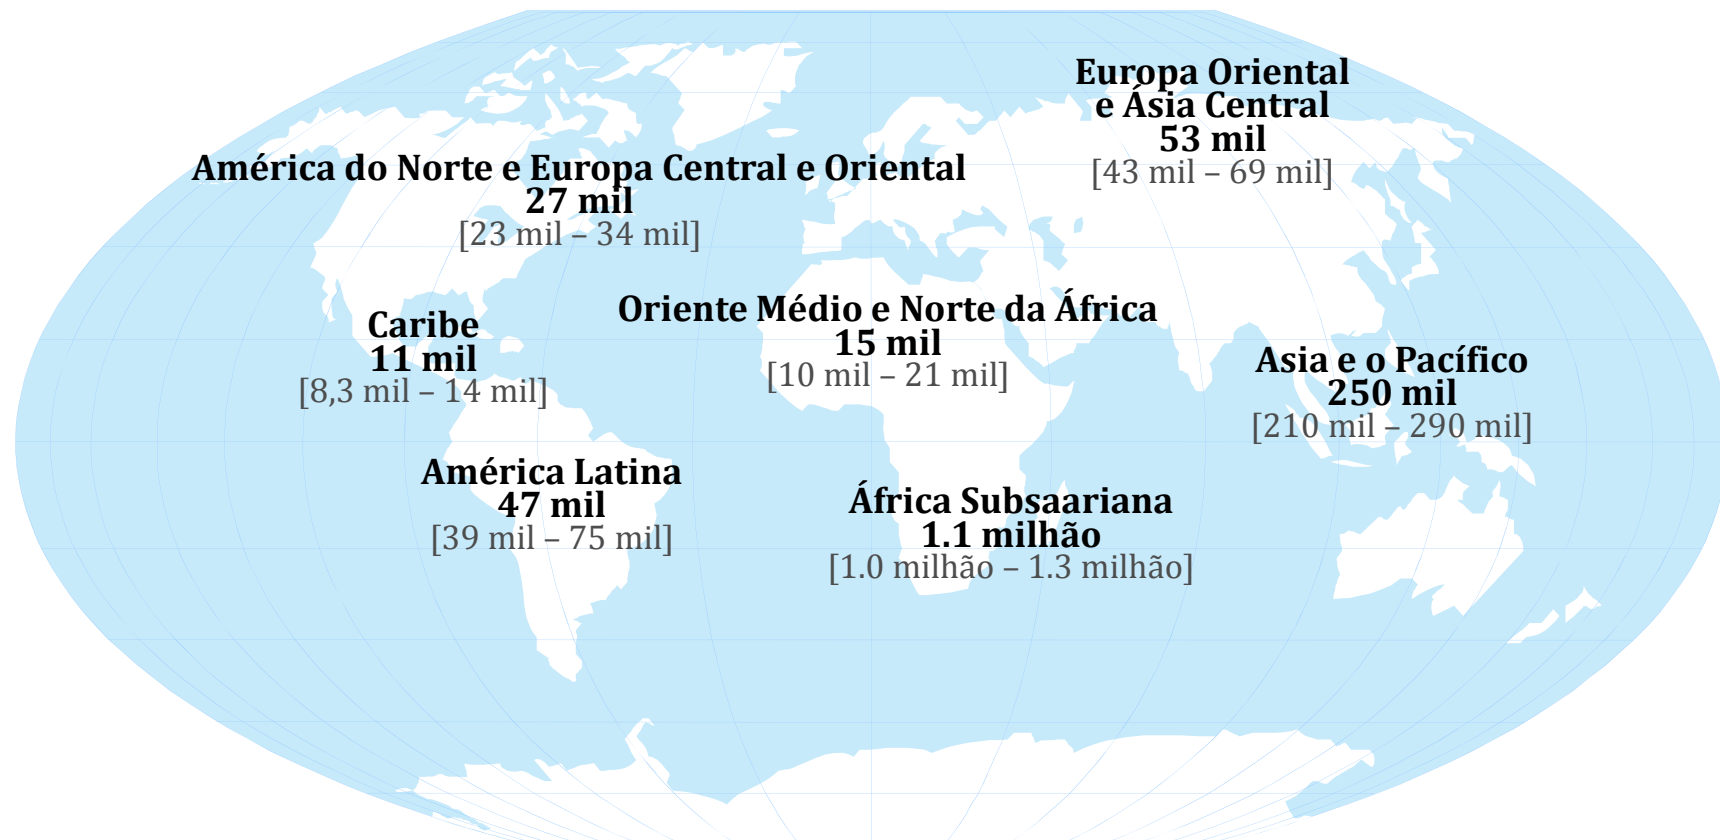 Europa Oriental
e Ásia Central
53 mil
[43 mil – 69 mil]
América do Norte e Europa Central e Oriental
27 mil
[23 mil – 34 mil]
Oriente Médio e Norte da África
15 mil
[10 mil – 21 mil]
Caribe
11 mil
[8,3 mil – 14 mil]
Asia e o Pacífico
250 mil
[210 mil – 290 mil]
América Latina
47 mil
[39 mil – 75 mil]
África Subsaariana
1.1 milhão
[1.0 milhão – 1.3 milhão]